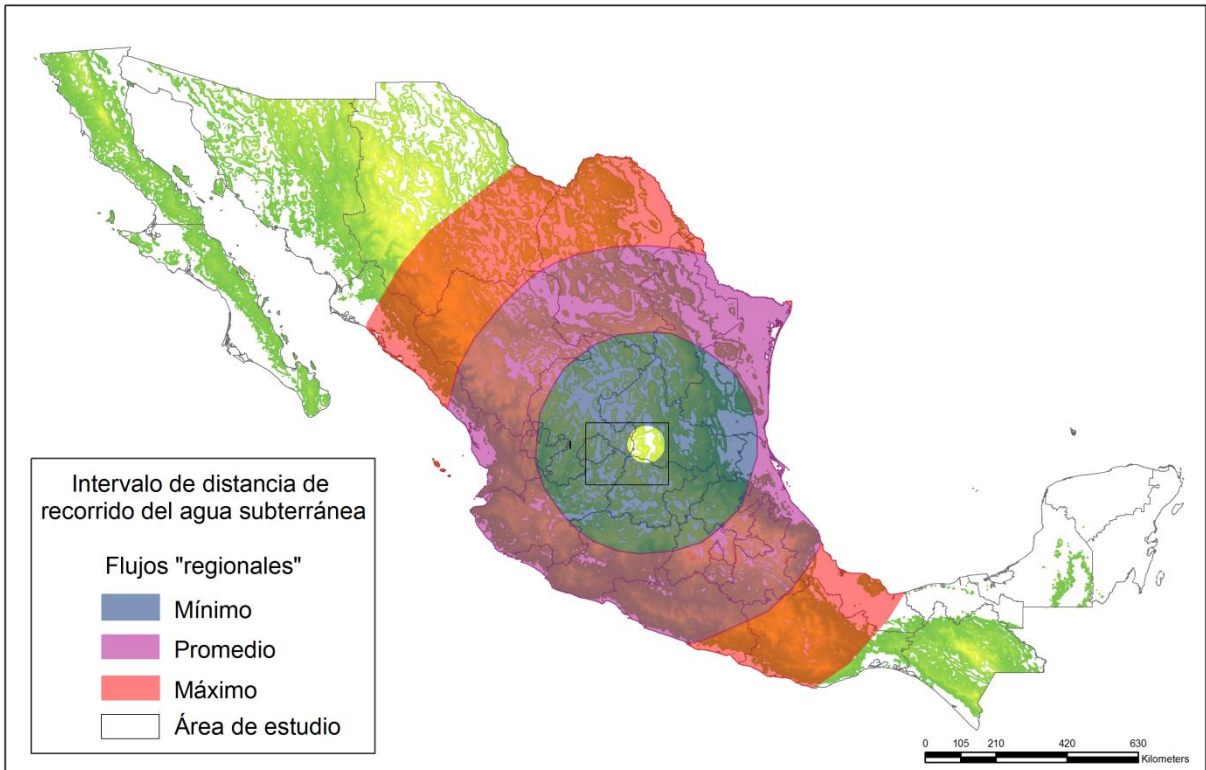 Intervalo de distancia de
recorrido del agua subterránea
Flujos "regionales"
Mínimo
Promedio
Máximo
Área de estudio
0 105 210 420 630
Kilometers